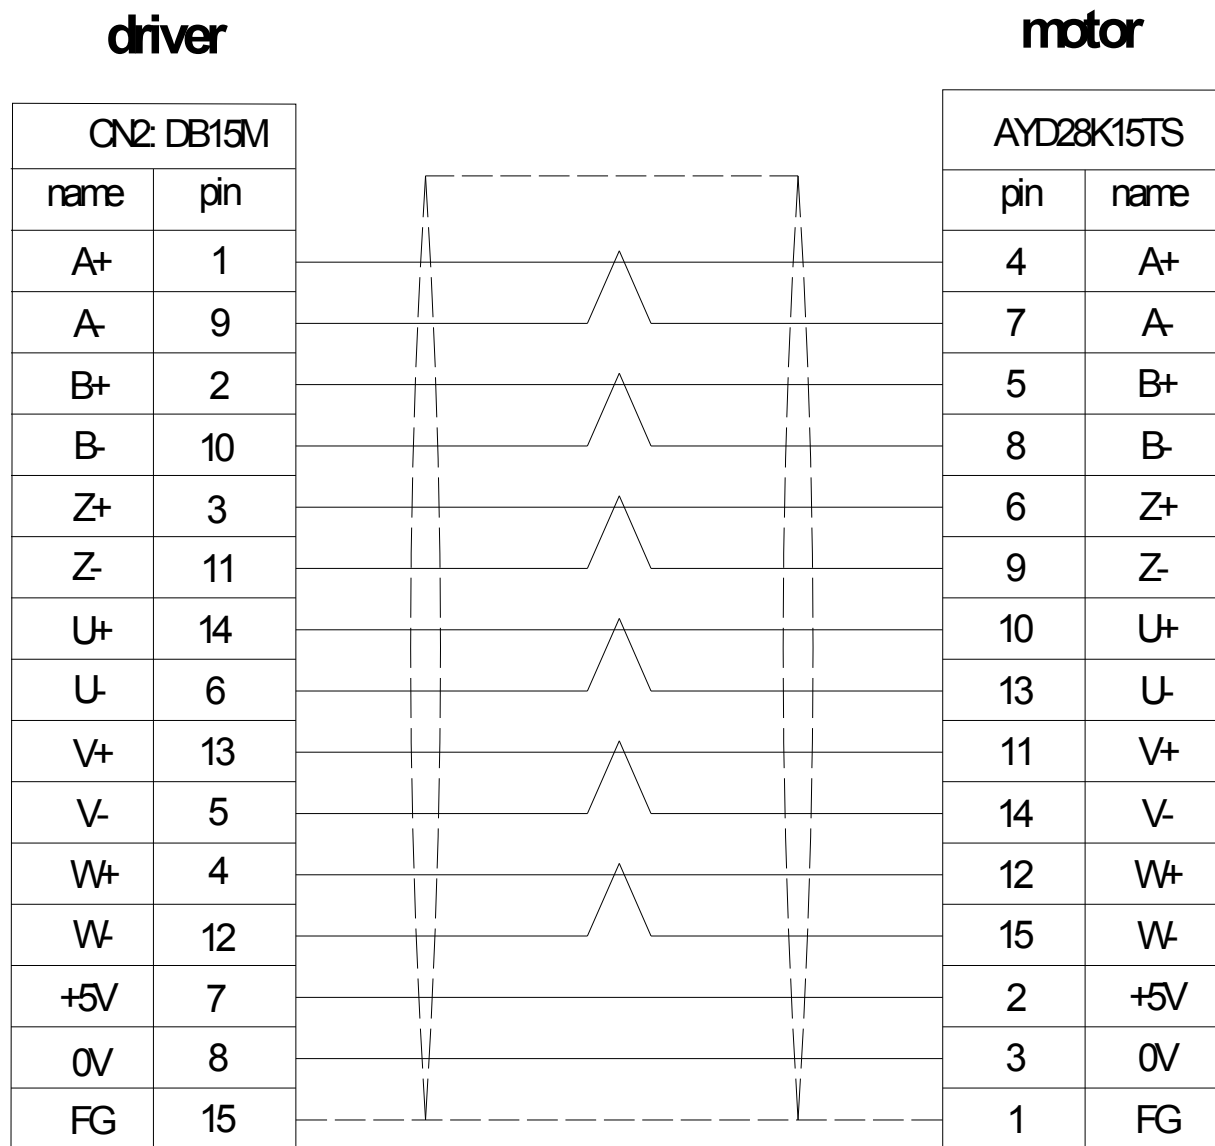 driver motor
CN2: DB15M AYD28K15TS
name pin pin name
A+ 1 4 A+
A- 9 7 A-
B+ 2 5 B+
B- 10 8 B-
Z+ 3 6 Z+
Z- 11 9 Z-
U+ 14 10 U+
U- 6 13 U-
V+ 13 11 V+
V- 5 14 V-
W+ 4 12 W+
W- 12 15 W-
+5V 7 2 +5V
0V 8 3 0V
FG 15 1 FG